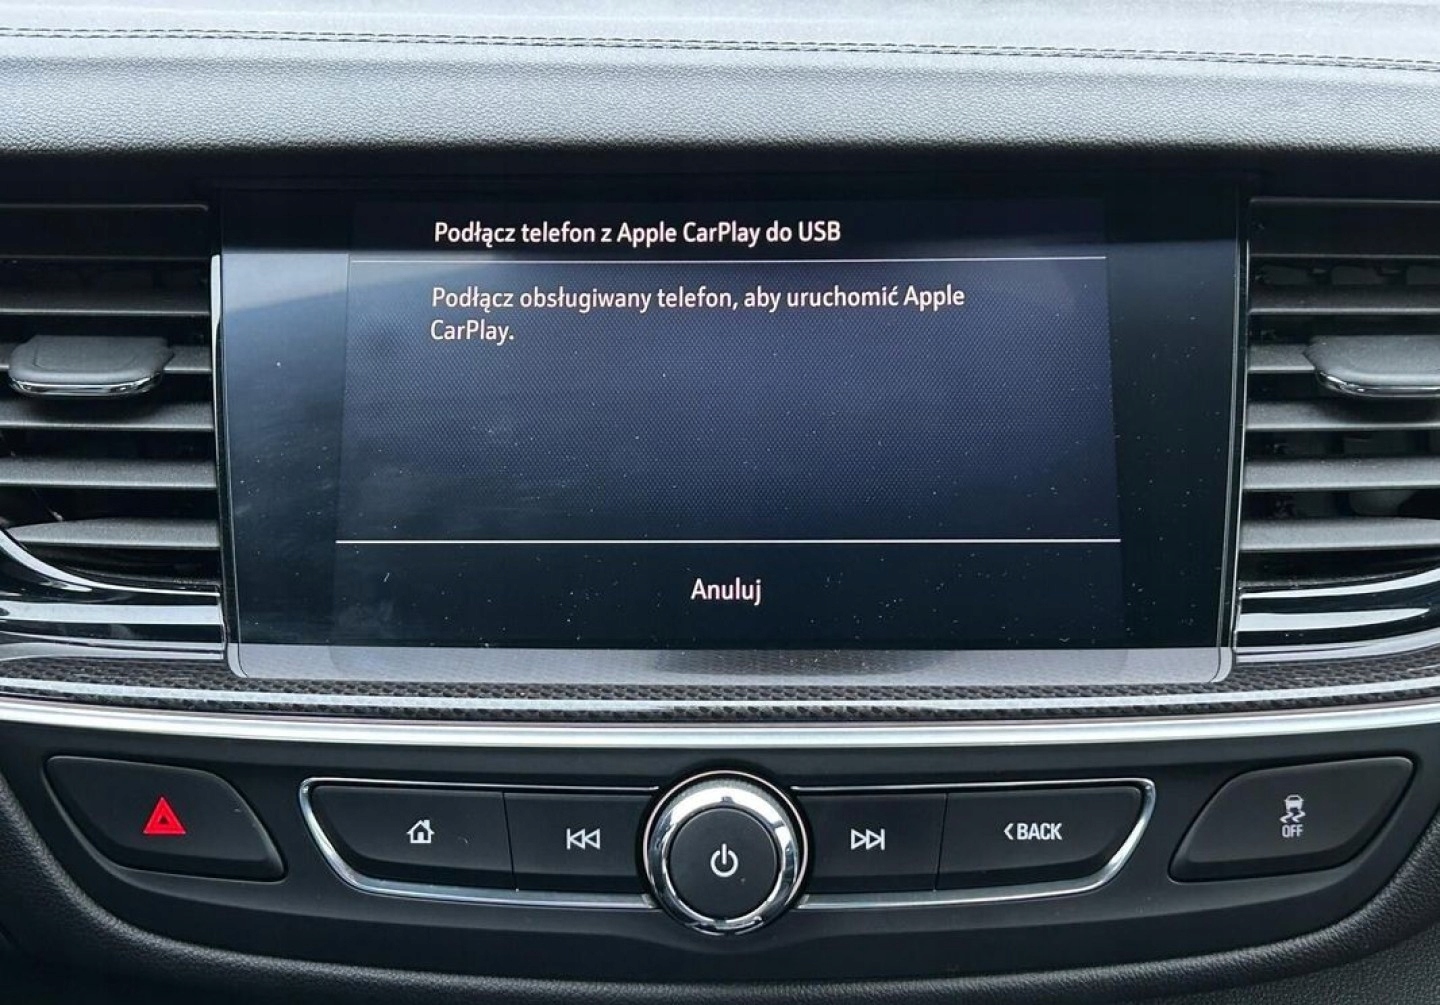 Podłącz telefon z Apple CarPlay do USB
Podłącz obsługiwany telefon, aby uruchomić Apple
CarPlay.
Anuluj
BACK
OFF